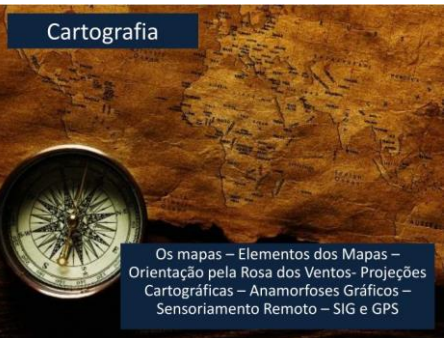 Cartografia
Os mapas – Elementos dos Mapas –
Orientação pela Rosa dos Ventos- Projeções
Cartográficas – Anamorfoses Gráficos –
Sensoriamento Remoto – SIG e GPS